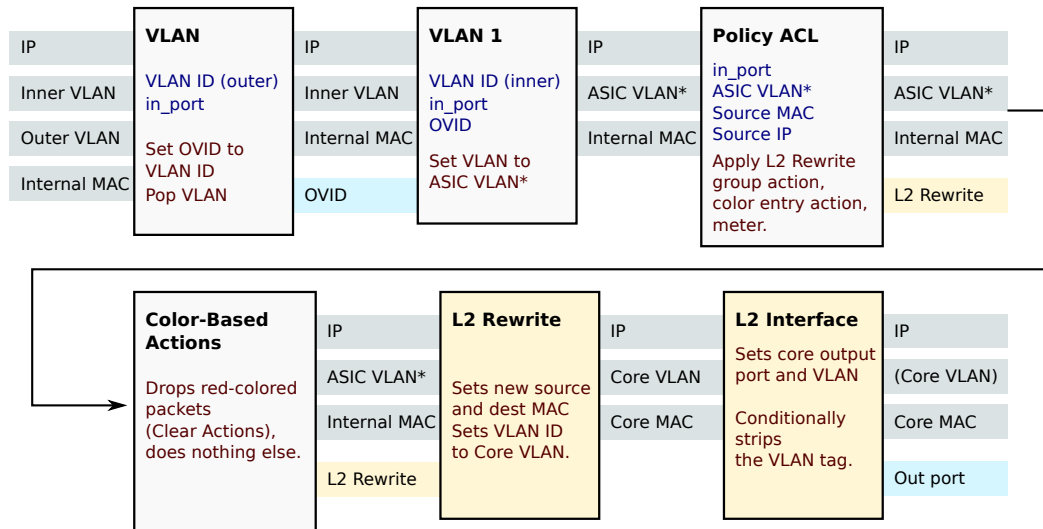 IP
Inner VLAN
Outer VLAN
Internal MAC
VLAN
VLAN ID (outer)
in_port
Set OVID to
VLAN ID
Pop VLAN
IP
Inner VLAN
Internal MAC
OVID
VLAN 1
VLAN ID (inner)
in_port
OVID
Set VLAN to
ASIC VLAN*
IP
ASIC VLAN*
Internal MAC
Policy ACL
in_port
ASIC VLAN*
Source MAC
Source IP
Apply L2 Rewrite
group action,
color entry action,
meter.
IP
ASIC VLAN*
Internal MAC
L2 Rewrite
Color-Based
Actions
Drops red-colored
packets
(Clear Actions),
does nothing else.
IP
ASIC VLAN*
Internal MAC
L2 Rewrite
L2 Rewrite
Sets new source
and dest MAC
Sets VLAN ID
to Core VLAN.
IP
Core VLAN
Core MAC
L2 Interface
Sets core output
port and VLAN
Conditionally
strips
the VLAN tag.
IP
(Core VLAN)
Core MAC
Out port